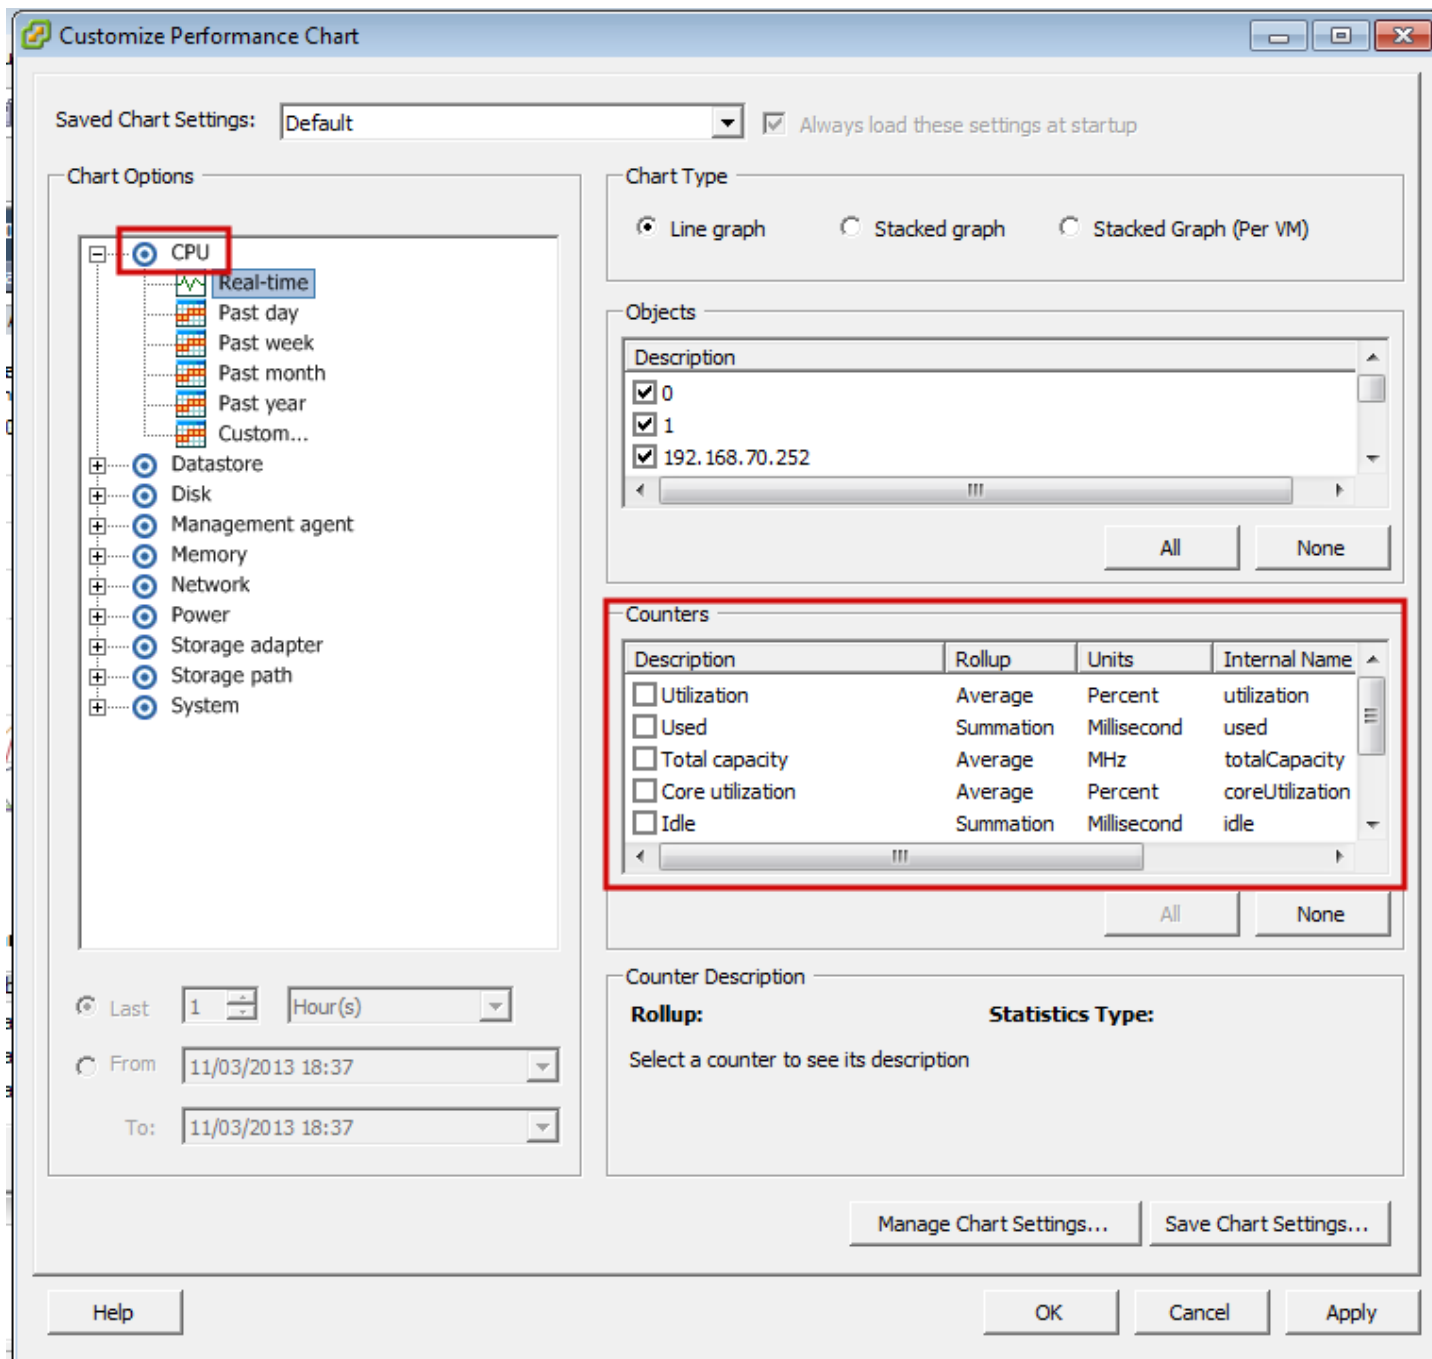 Customize Performance Chart
Saved Chart Settings: Default Always load these settings at startup
Chart Options
CPU
Real-time
Past day
Past week
Past month
Past year
Custom...
Datastore
Disk
Management agent
Memory
Network
Power
Storage adapter
Storage path
System
Last 1 Hour(s)
From 11/03/2013 18:37
To: 11/03/2013 18:37
Chart Type
Line graph Stacked graph Stacked Graph (Per VM)
Objects
Description
0
1
192.168.70.252
All None
Counters
Description Rollup Units Internal Name
Utilization Average Percent utilization
Used Summation Millisecond used
Total capacity Average MHz totalCapacity
Core utilization Average Percent coreUtilization
Idle Summation Millisecond idle
All None
Counter Description
Rollup: Statistics Type:
Select a counter to see its description
Manage Chart Settings... Save Chart Settings...
Help OK Cancel Apply